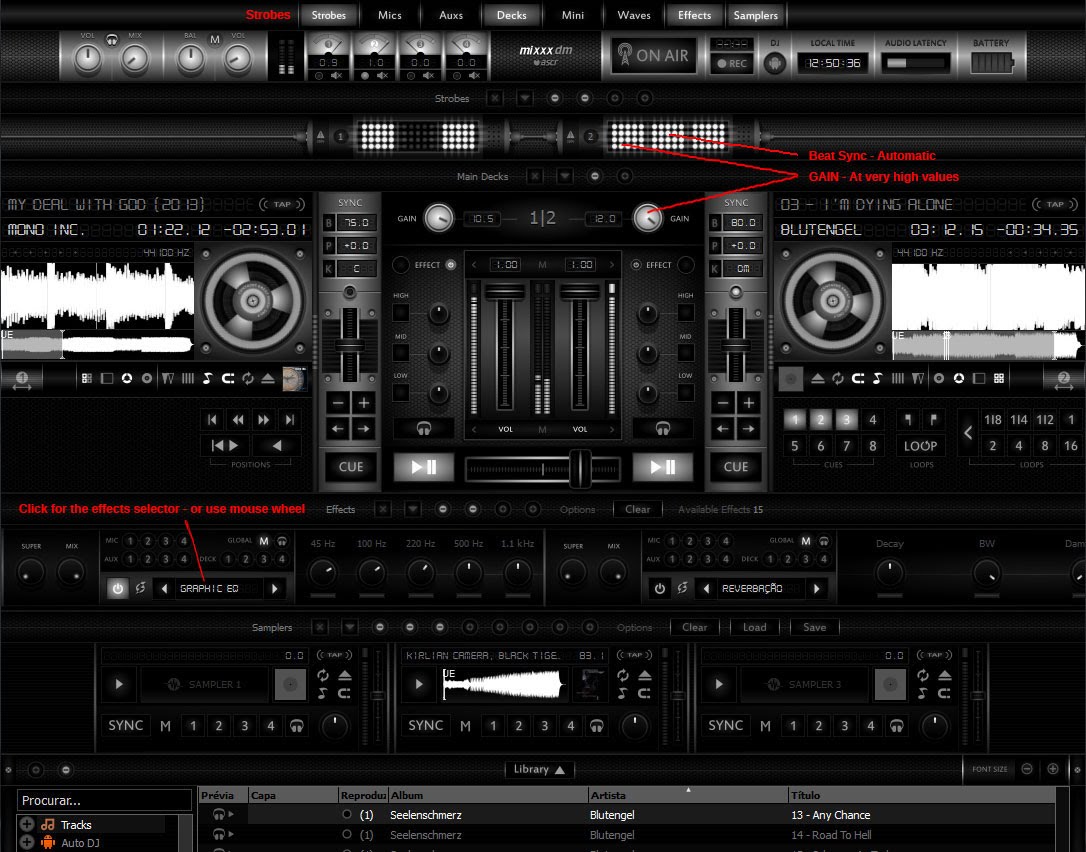 Strobes Strobes Mics Auxs Decks Mini Waves Effects Samplers
VOL MIX BAL M VOL 1 2 3 4 DJ LOCAL TIME AUDIO LATENCY BATTERY
mixxx dm
ascr
ON AIR
0.9 1.0 0.0 0.0 REC 12:50:36
Strobes
1 2
Beat Sync - Automatic
GAIN - At very high values
Main Decks
MY DEAL WITH GOD (2013) TAP SYNC GAIN 10.5 1|2 12.0 GAIN SYNC 03 - I'M DYING ALONE TAP
MONO INC. 01:22.12 -02:53.01 B 75.0 B 80.0 BLUTENGEL 03:12.15 -00:34.35
44100 HZ P +0.0 P +0.0 44100 HZ
EFFECT < 1.00 M 1.00 > EFFECT
K C K DM
HIGH HIGH
MID MID
LOW LOW
1 2
< VOL M VOL >
POSITIONS
CUE CUE
1 2 3 4 1|8 1|4 1|2 1
5 6 7 8 LOOP < 2 4 8 16
CUES LOOPS LOOPS
Click for the effects selector - or use mouse wheel Effects Options Clear Available Effects 15
SUPER MIX MIC 1 2 3 4 GLOBAL M 45 Hz 100 Hz 220 Hz 500 Hz 1.1 kHz SUPER MIX MIC 1 2 3 4 GLOBAL M Decay BW Dam
AUX 1 2 3 4 DECK 1 2 3 4 AUX 1 2 3 4 DECK 1 2 3 4
GRAPHIC EQ REVERBAÇÃO
Samplers Options Clear Load Save
0.0 TAP KIRLIAN CAMERA, BLACK TIGE.. 83.1 TAP 0.0 TAP
SAMPLER 1 SAMPLER 3
SYNC M 1 2 3 4 SYNC M 1 2 3 4 SYNC M 1 2 3 4
Library FONT SIZE
Procurar... Prévia Capa Reproduz Album Artista Título
Tracks (1) Seelenschmerz Blutengel 13 - Any Chance
Auto DJ (1) Seelenschmerz Blutengel 14 - Road To Hell